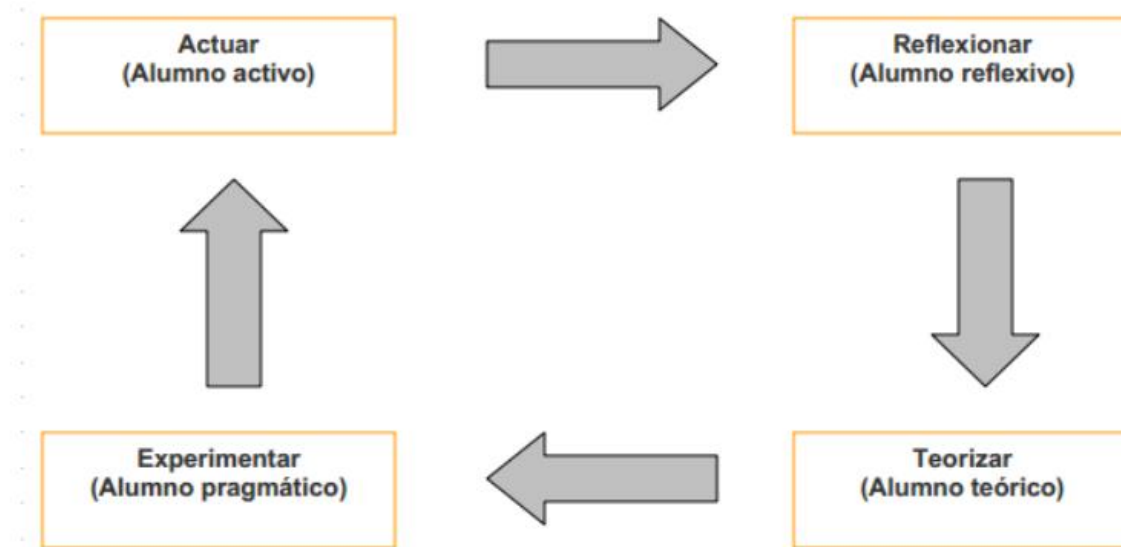 Actuar
(Alumno activo)
Reflexionar
(Alumno reflexivo)
Experimentar
(Alumno pragmático)
Teorizar
(Alumno teórico)